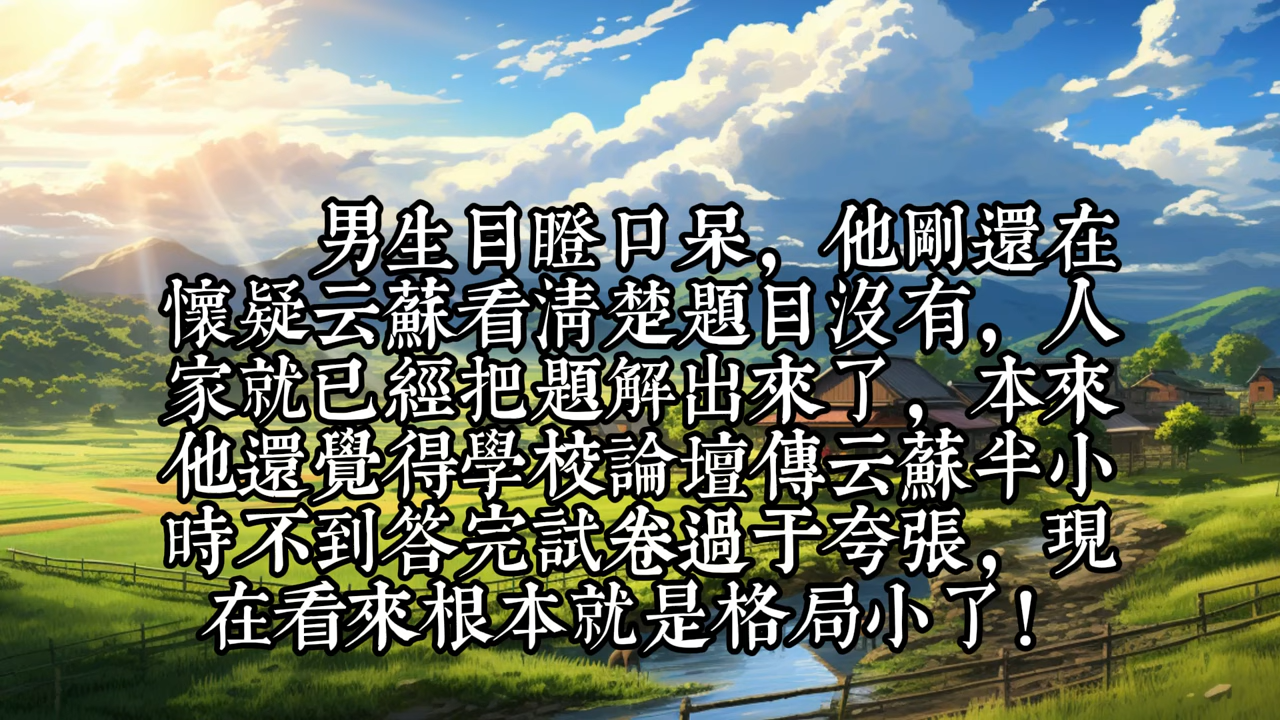 男生目瞪口呆，他剛還在
懷疑云蘇看淸楚題目沒有，人
家就已經把題解出來了，本來
他還覺得學校論壇傳云蘇半小
時不到答完試卷過于夸張，現
在看來根本就是格局小了！